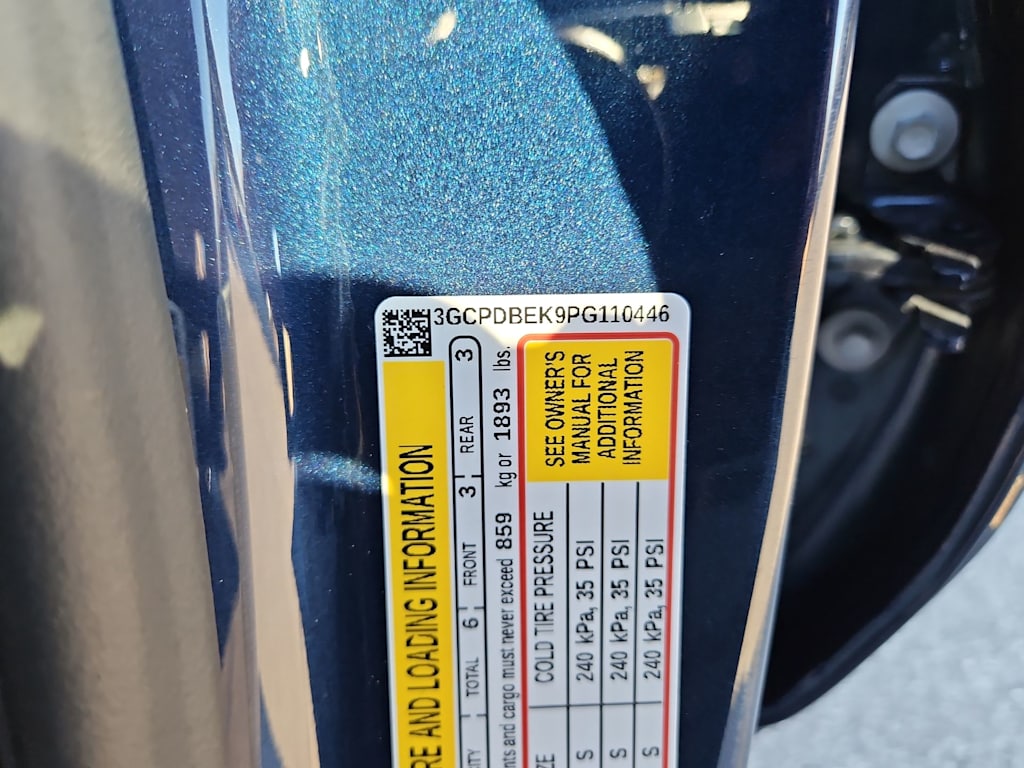 3GCPDBEK9PG110446
RE AND LOADING INFORMATION
CITY TOTAL 6 FRONT 3 REAR 3
nts and cargo must never exceed 859 kg or 1893 lbs.
ZE COLD TIRE PRESSURE
S 240 kPa, 35 PSI
S 240 kPa, 35 PSI
S 240 kPa, 35 PSI
SEE OWNER'S
MANUAL FOR
ADDITIONAL
INFORMATION